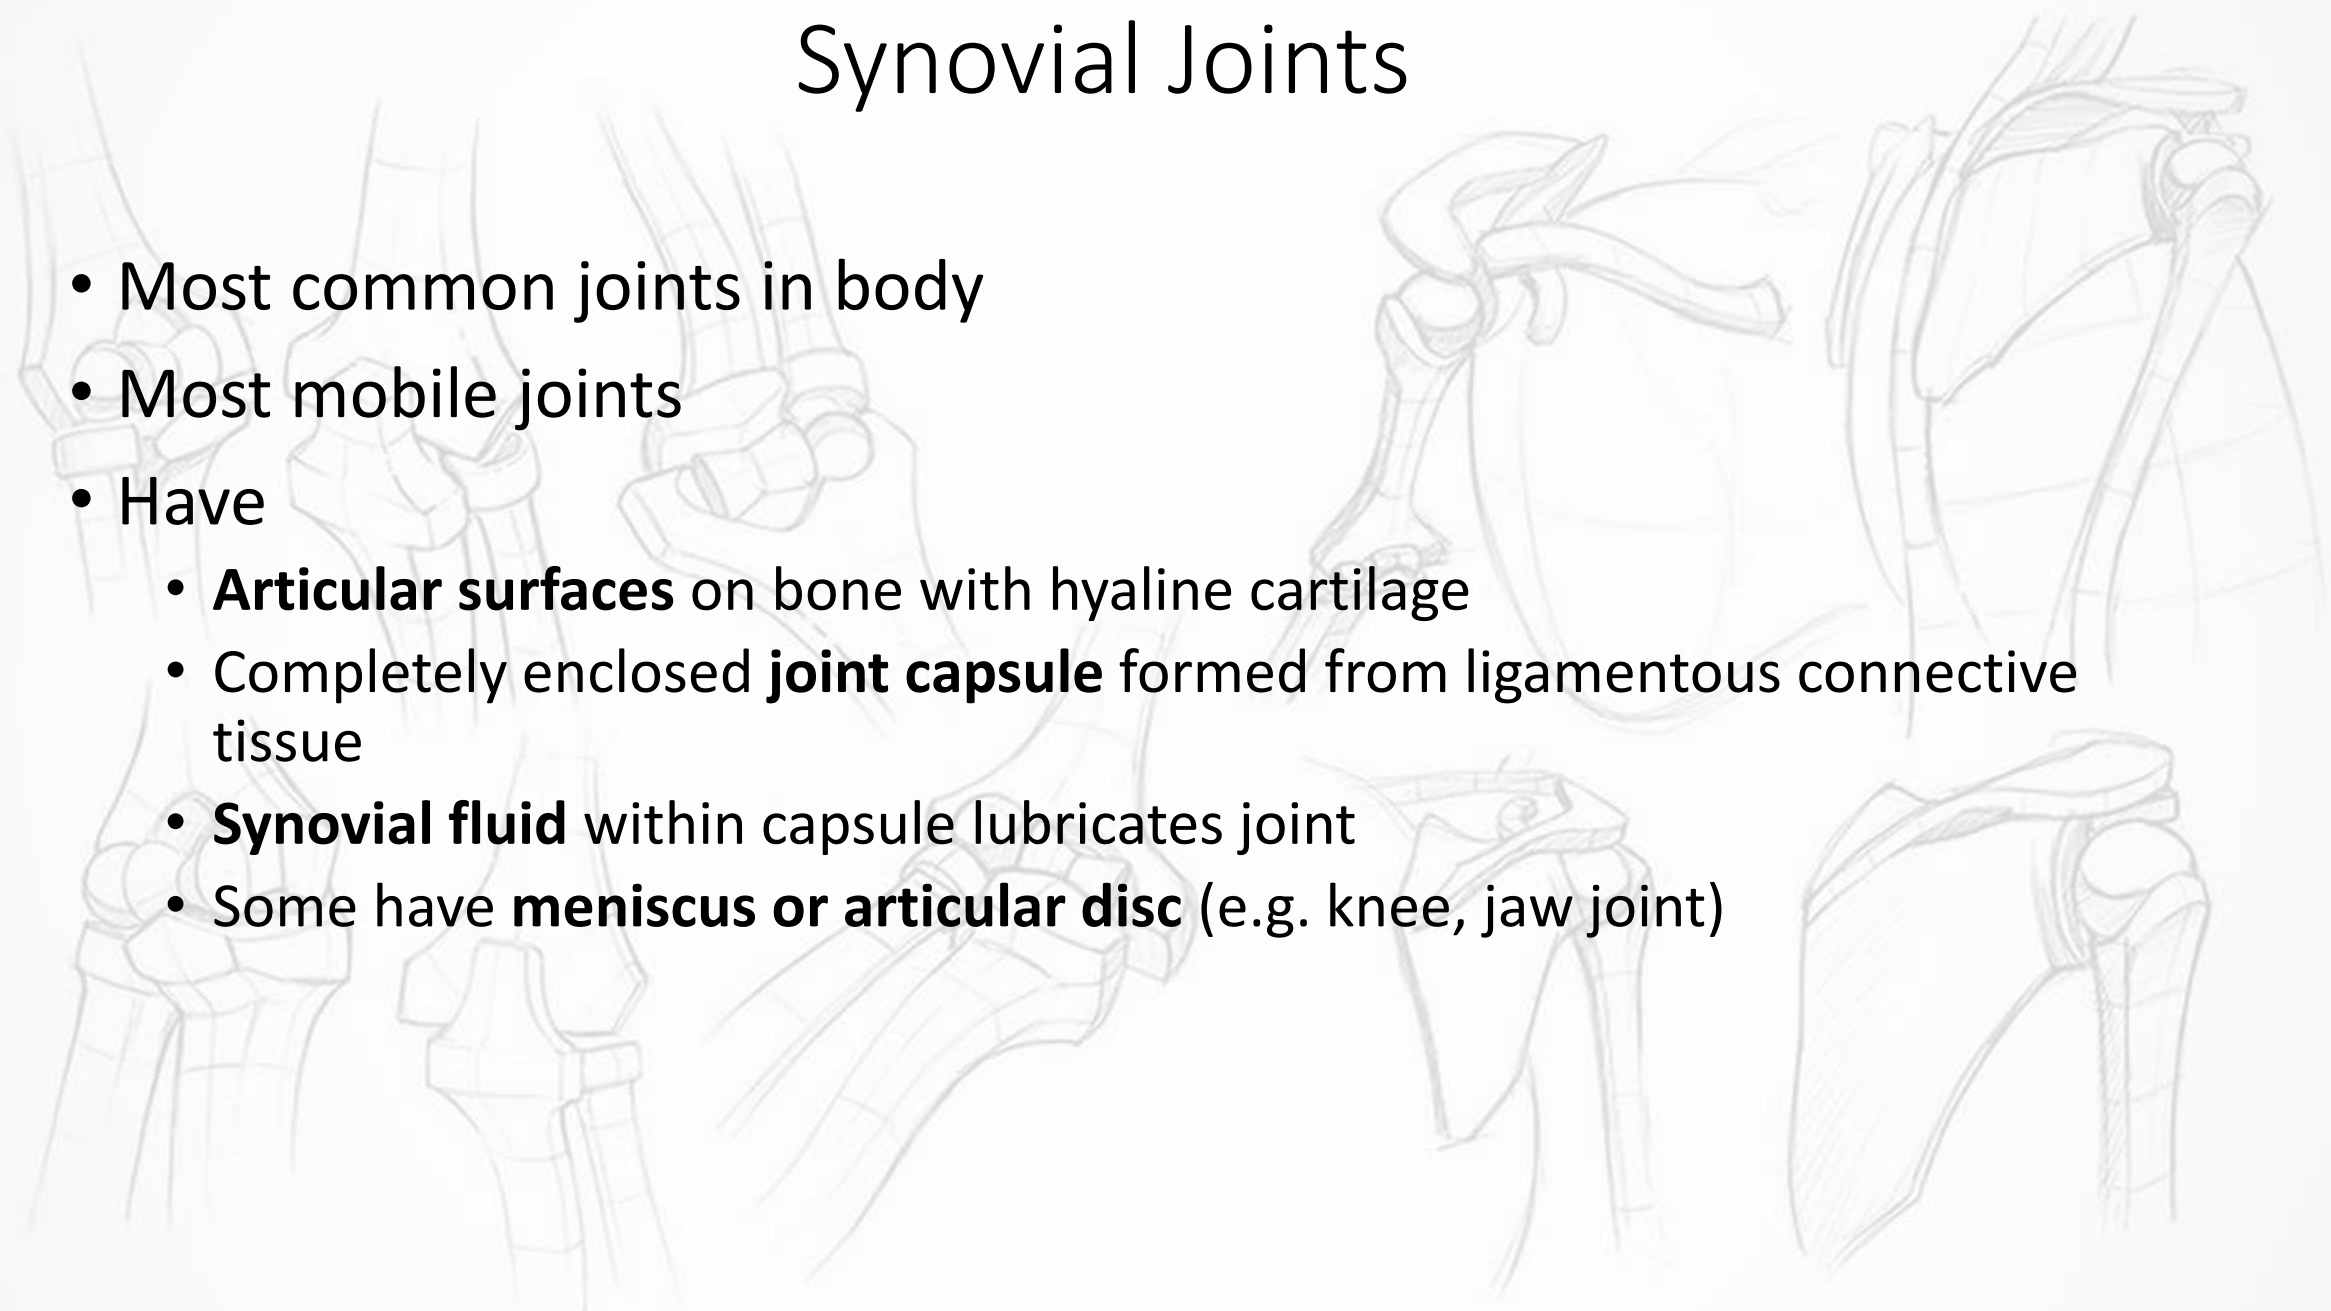 Synovial Joints
• Most common joints in body
• Most mobile joints
• Have
• Articular surfaces on bone with hyaline cartilage
• Completely enclosed joint capsule formed from ligamentous connective
tissue
• Synovial fluid within capsule lubricates joint
• Some have meniscus or articular disc (e.g. knee, jaw joint)